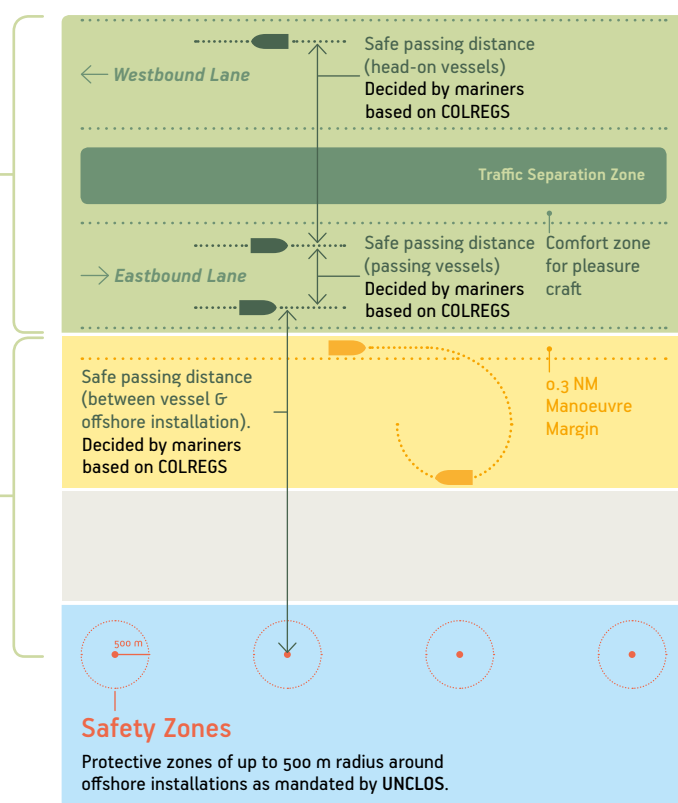 Safe passing distance
(head-on vessels)
Decided by mariners
based on COLREGS
Westbound Lane
Traffic Separation Zone
Safe passing distance
(passing vessels)
Decided by mariners
based on COLREGS
Comfort zone
for pleasure
craft
Eastbound Lane
Safe passing distance
(between vessel &
offshore installation).
Decided by mariners
based on COLREGS
0.3 NM
Manoeuvre
Margin
500 m
Safety Zones
Protective zones of up to 500 m radius around
offshore installations as mandated by UNCLOS.